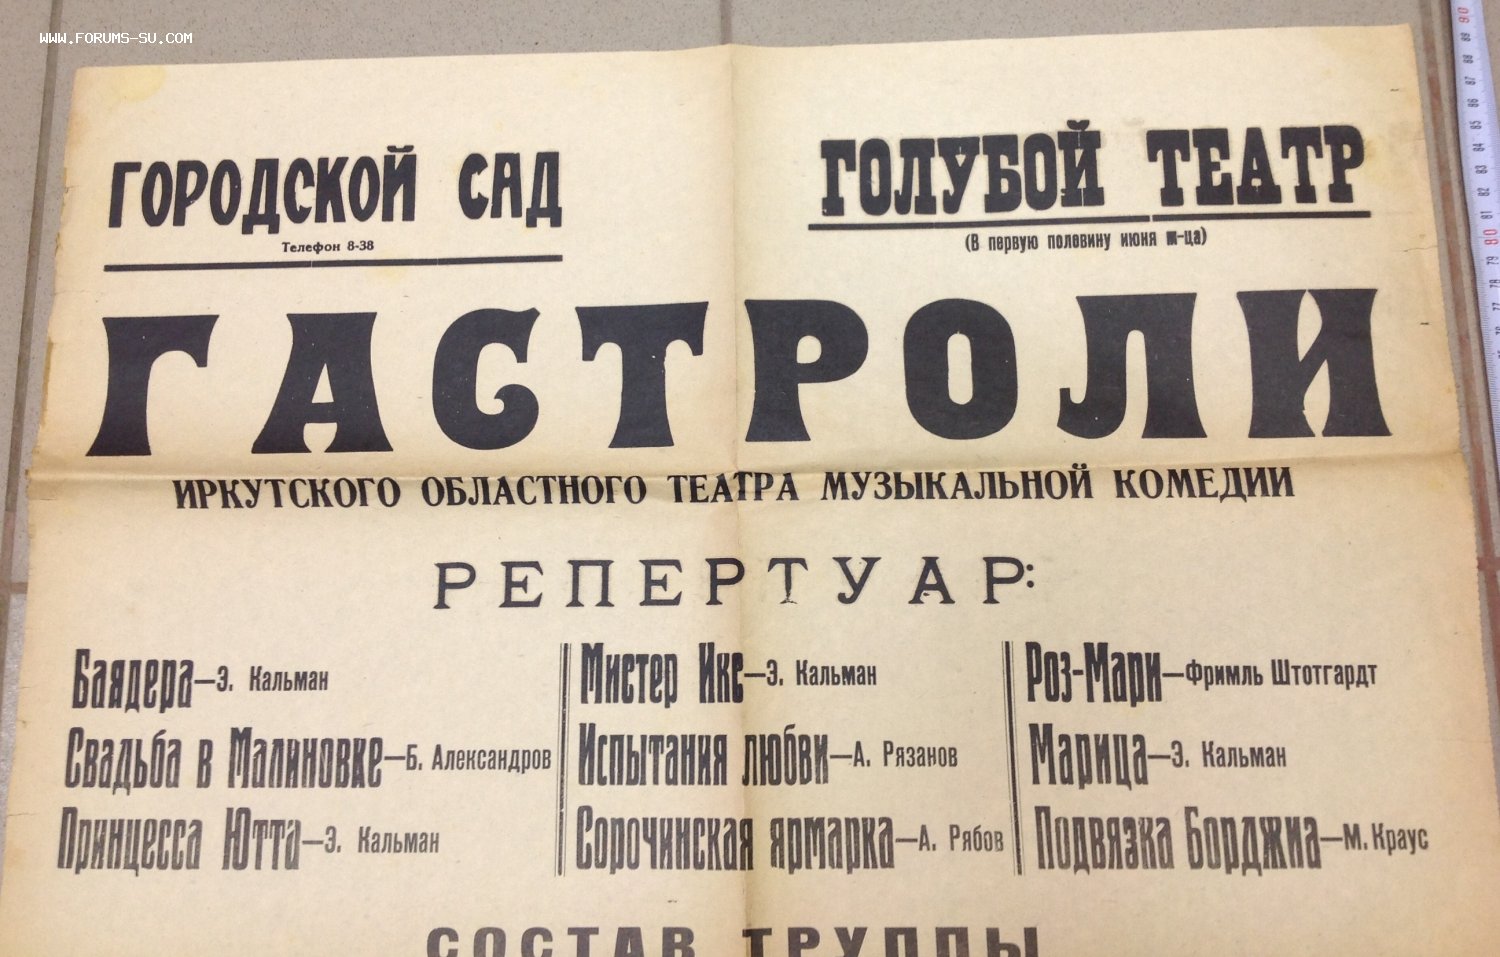 WWW.FORUMS-SU.COM
ГОРОДСКОЙ САД
Телефон 8-38
ГОЛУБОЙ ТЕАТР
(В первую половину июня м-ца)
ГАСТРОЛИ
ИРКУТСКОГО ОБЛАСТНОГО ТЕАТРА МУЗЫКАЛЬНОЙ КОМЕДИИ
РЕПЕРТУАР:
Баядера—Э. Кальман
Свадьба в Малиновке—Б. Александров
Принцесса Ютта—Э. Кальман
Мистер Икс—Э. Кальман
Испытания любви—А. Рязанов
Сорочинская ярмарка—А. Рябов
Роз-Мари—Фримль Штотгардт
Марица—Э. Кальман
Подвязка Борджиа—М. Краус
СОСТАВ ТРУППЫ